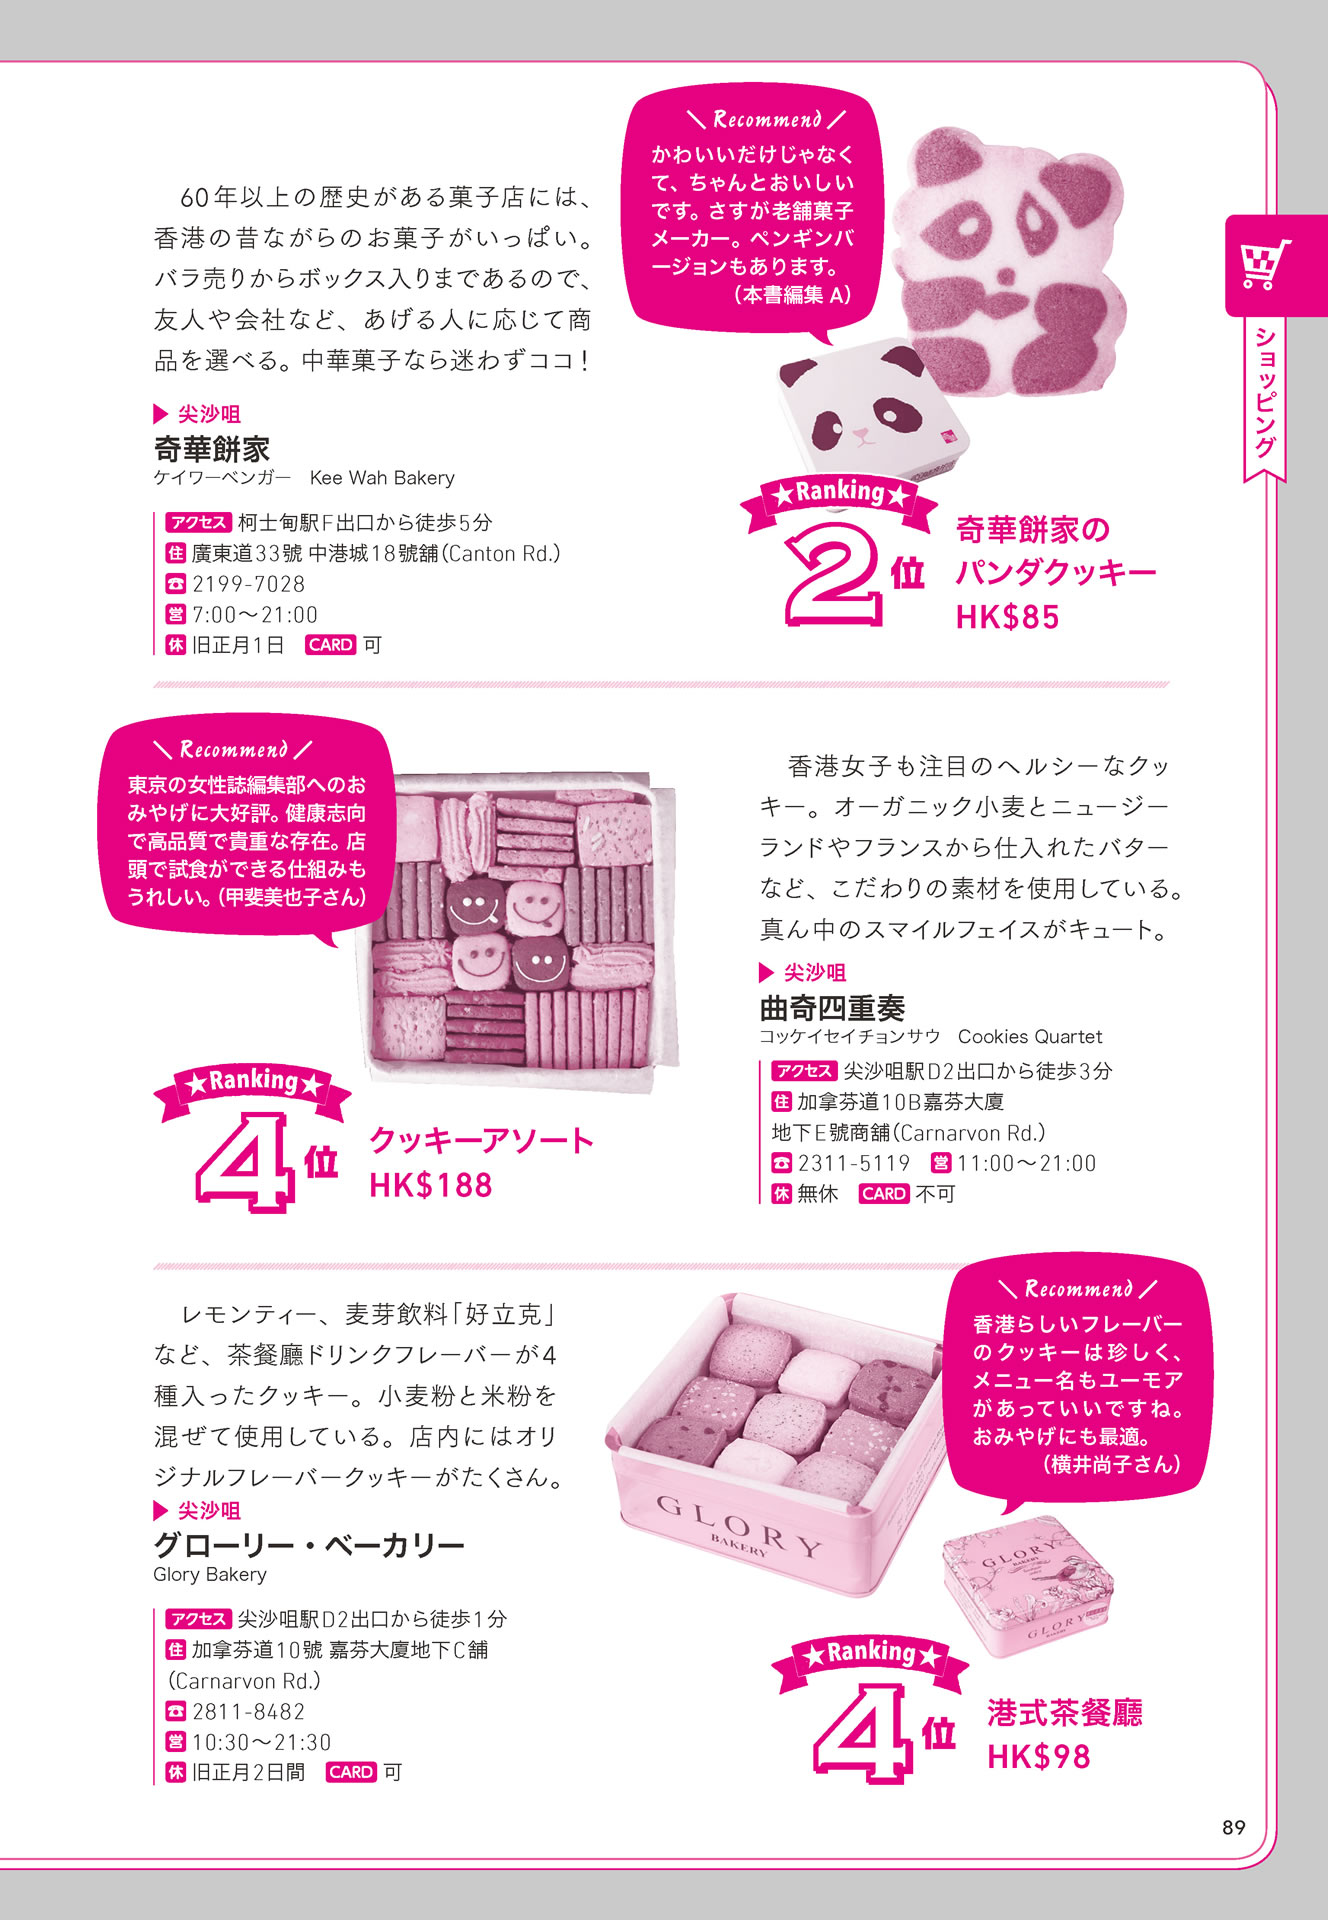 60年以上の歴史がある菓子店には、
香港の昔ながらのお菓子がいっぱい。
バラ売りからボックス入りまであるので、
友人や会社など、あげる人に応じて商
品を選べる。中華菓子なら迷わずココ！
▶ 尖沙咀
奇華餅家
ケイワーベンガー　Kee Wah Bakery
アクセス 柯士甸駅F出口から徒歩5分
住 廣東道33號 中港城18號舖（Canton Rd.）
☎ 2199-7028
営 7:00～21:00
休 旧正月1日　CARD 可
＼ Recommend ／
かわいいだけじゃなく
て、ちゃんとおいしい
です。さすが老舗菓子
メーカー。ペンギンバ
ージョンもあります。
（本書編集 A）
★Ranking★
2位
奇華餅家の
パンダクッキー
HK$85
ショッピング
＼ Recommend ／
東京の女性誌編集部へのお
みやげに大好評。健康志向
で高品質で貴重な存在。店
頭で試食ができる仕組みも
うれしい。（甲斐美也子さん）
★Ranking★
4位
クッキーアソート
HK$188
香港女子も注目のヘルシーなクッ
キー。オーガニック小麦とニュージー
ランドやフランスから仕入れたバター
など、こだわりの素材を使用している。
真ん中のスマイルフェイスがキュート。
▶ 尖沙咀
曲奇四重奏
コッケイセイチョンサウ　Cookies Quartet
アクセス 尖沙咀駅D2出口から徒歩3分
住 加拿芬道10B嘉芬大廈
地下E號商舖（Carnarvon Rd.）
☎ 2311-5119　営 11:00～21:00
休 無休　CARD 不可
レモンティー、麦芽飲料「好立克」
など、茶餐廳ドリンクフレーバーが4
種入ったクッキー。小麦粉と米粉を
混ぜて使用している。店内にはオリ
ジナルフレーバークッキーがたくさん。
▶ 尖沙咀
グローリー・ベーカリー
Glory Bakery
アクセス 尖沙咀駅D2出口から徒歩1分
住 加拿芬道10號 嘉芬大廈地下C舖
（Carnarvon Rd.）
☎ 2811-8482
営 10:30～21:30
休 旧正月2日間　CARD 可
GLORY
BAKERY
＼ Recommend ／
香港らしいフレーバー
のクッキーは珍しく、
メニュー名もユーモア
があっていいですね。
おみやげにも最適。
（横井尚子さん）
GLORY
BAKERY
GLORY
★Ranking★
4位
港式茶餐廳
HK$98
89